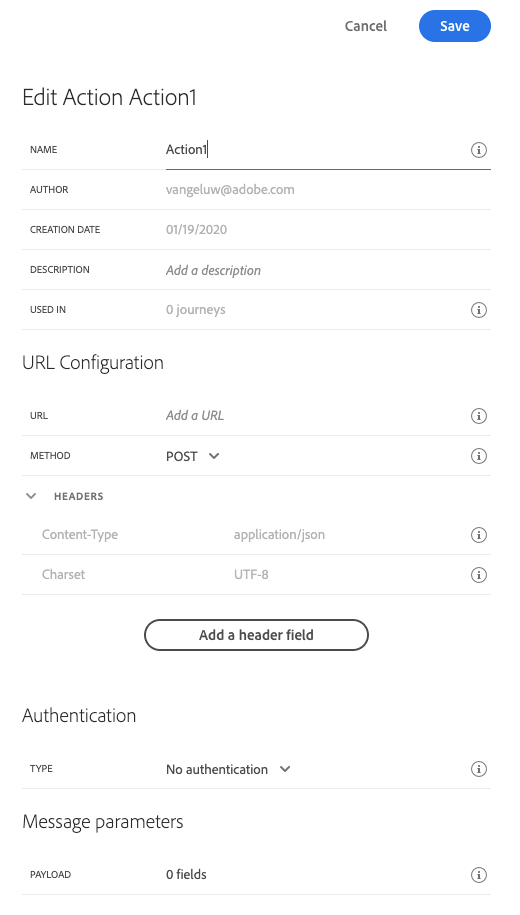 Cancel Save
Edit Action Action1
NAME Action1
AUTHOR vangeluw@adobe.com
CREATION DATE 01/19/2020
DESCRIPTION Add a description
USED IN 0 journeys
URL Configuration
URL Add a URL
METHOD POST
HEADERS
Content-Type application/json
Charset UTF-8
Add a header field
Authentication
TYPE No authentication
Message parameters
PAYLOAD 0 fields